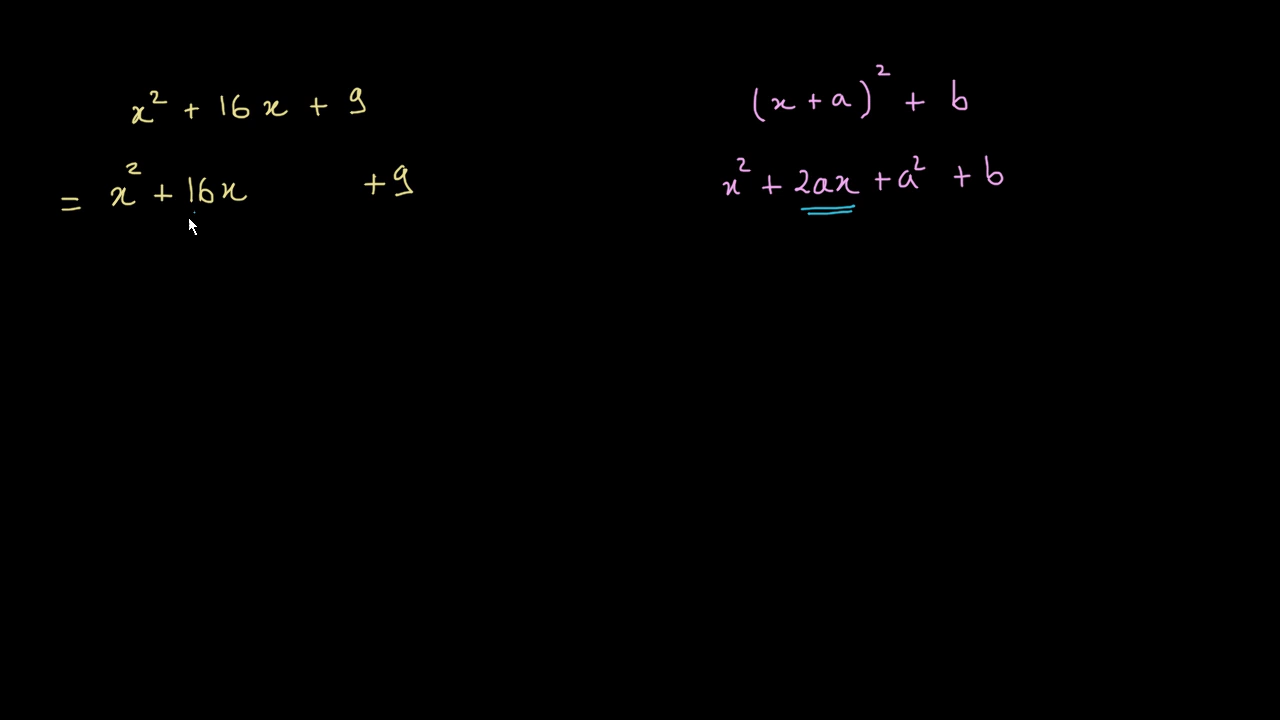 x² + 16x + 9
= x² + 16x + 9
(x + a)² + b
x² + 2ax + a² + b